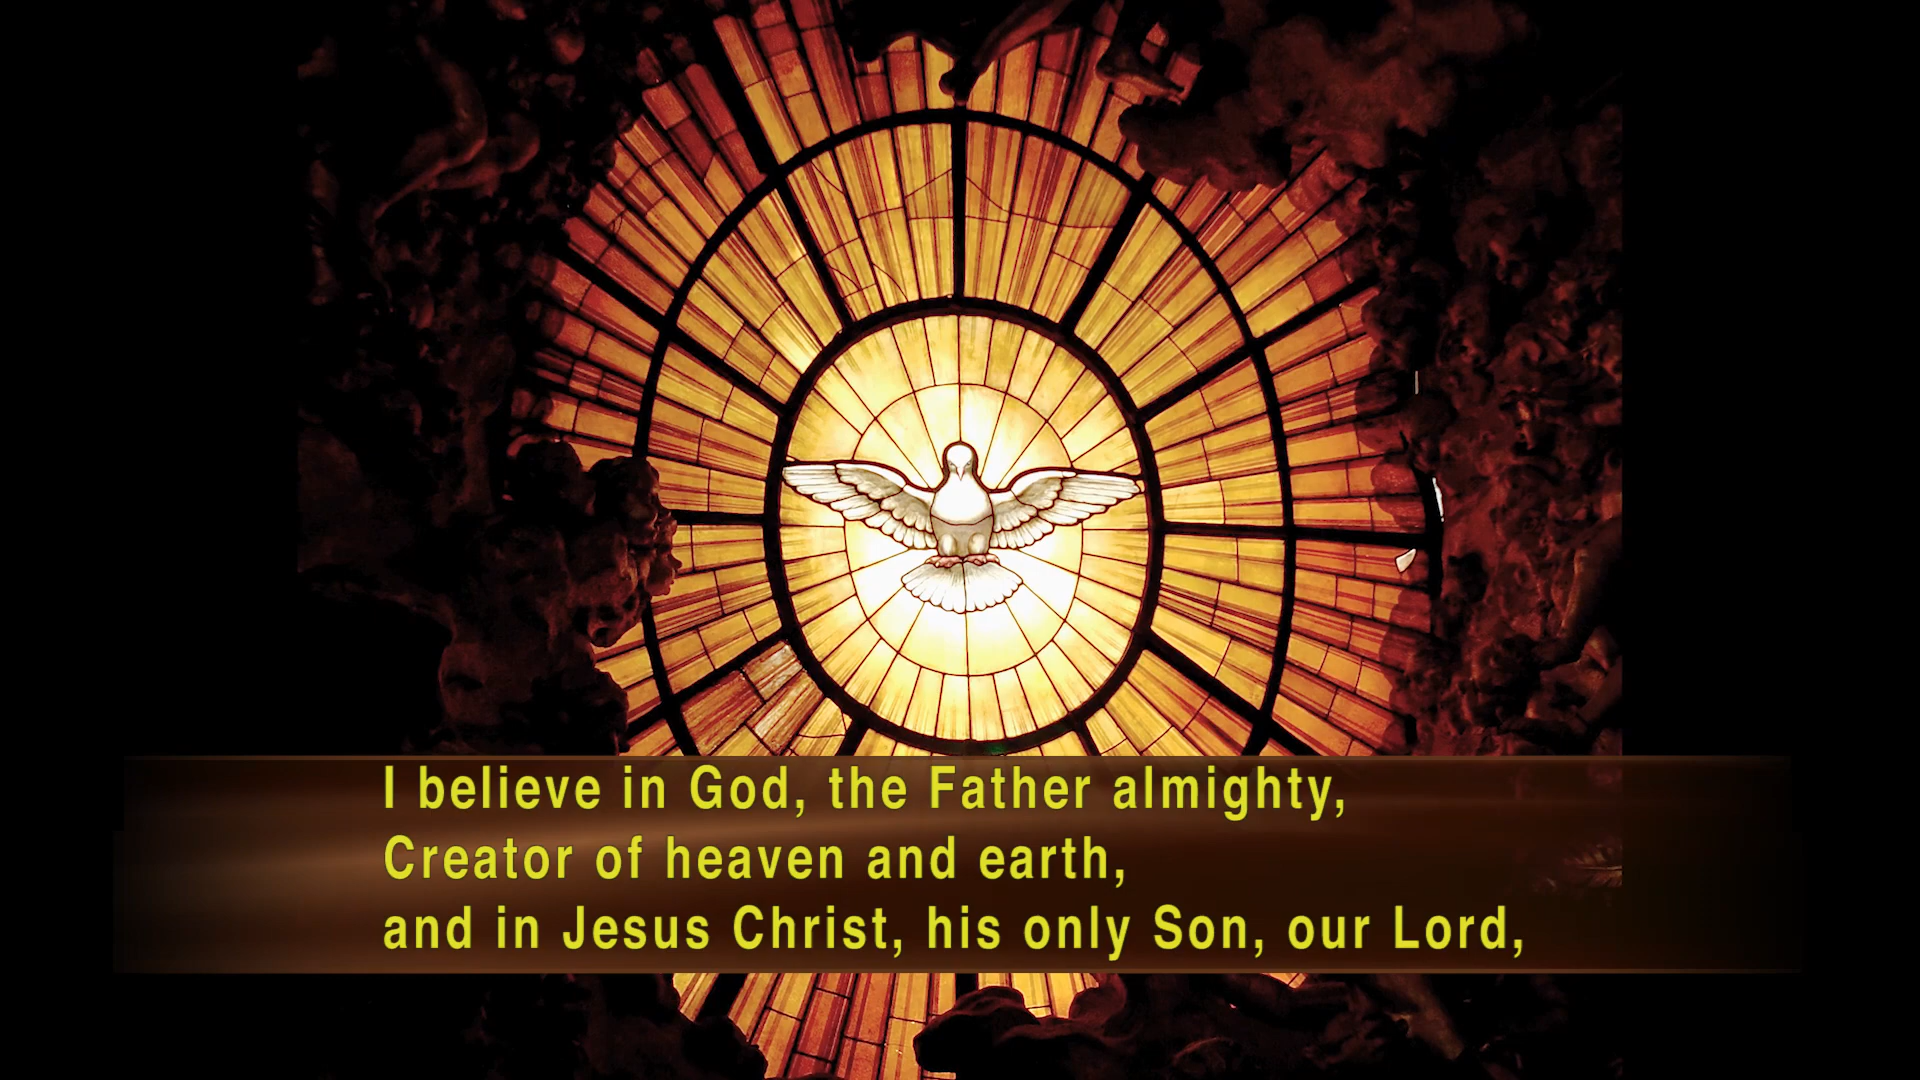 I believe in God, the Father almighty,
Creator of heaven and earth,
and in Jesus Christ, his only Son, our Lord,